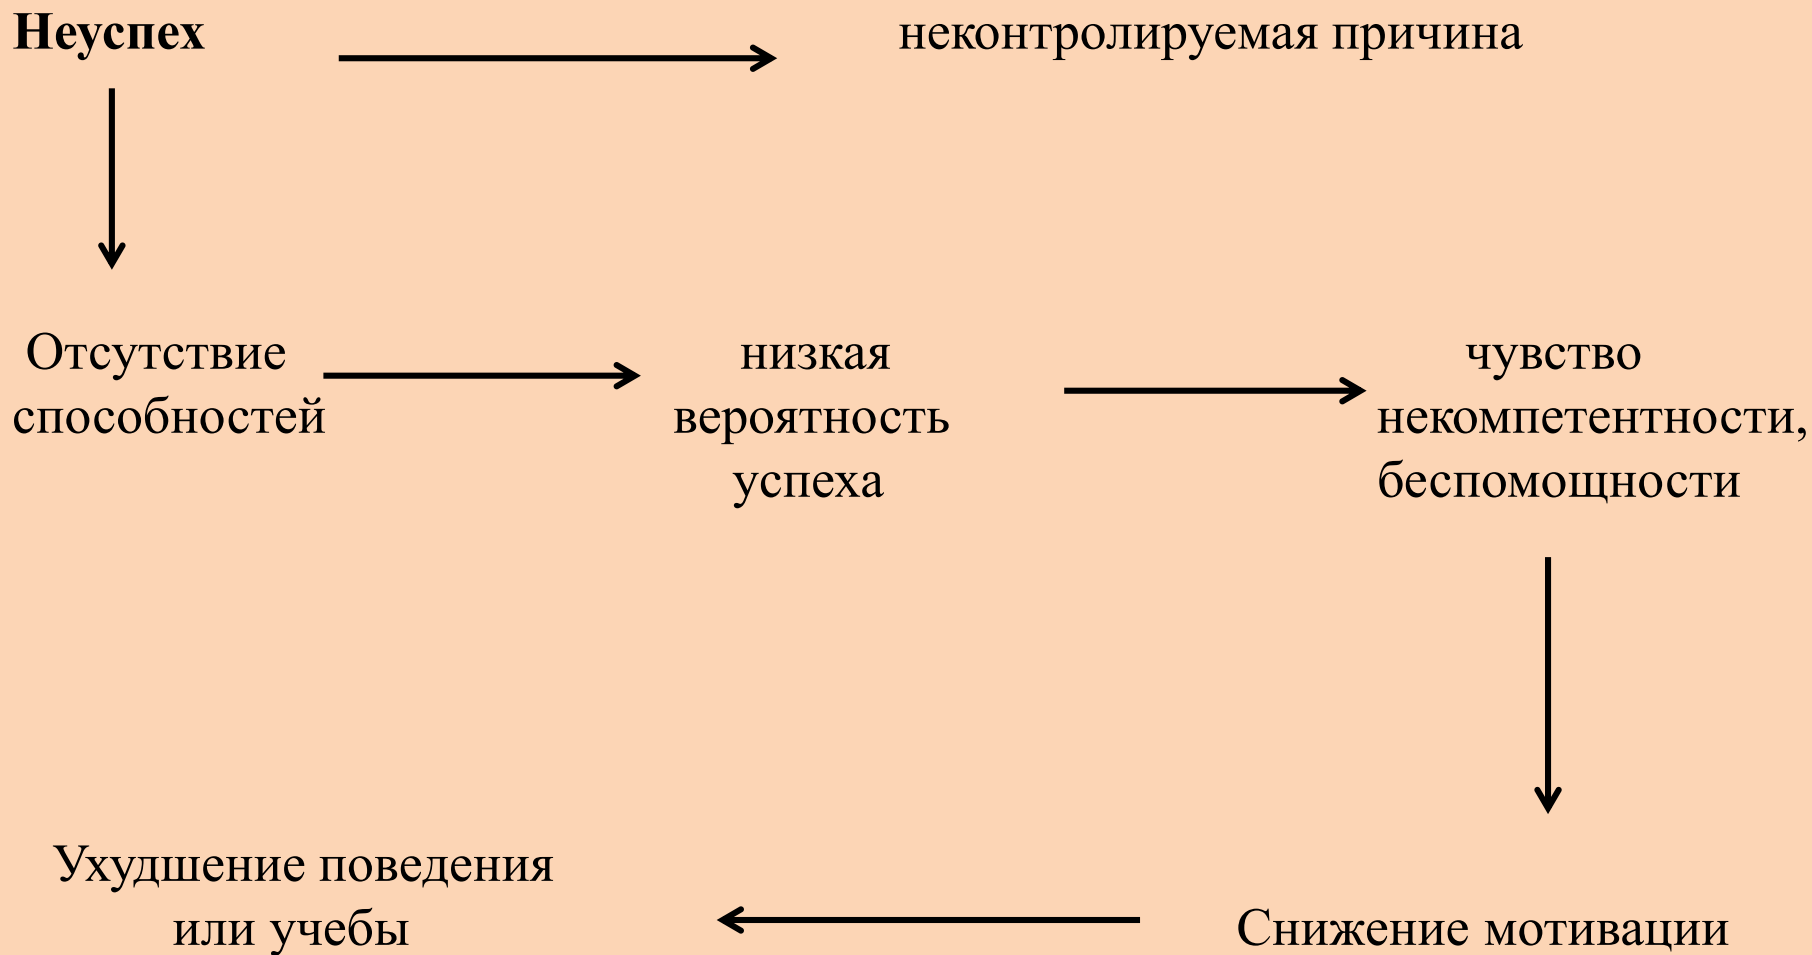 Неуспех
неконтролируемая причина
Отсутствие
способностей
низкая
вероятность
успеха
чувство
некомпетентности,
беспомощности
Ухудшение поведения
или учебы
Снижение мотивации